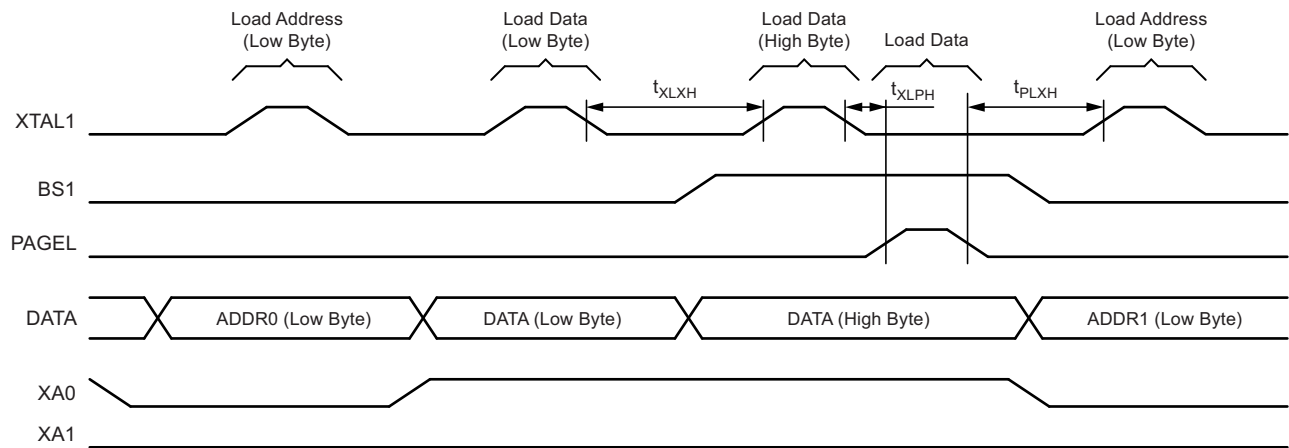 Load Address
(Low Byte)
Load Data
(Low Byte)
Load Data
(High Byte)
Load Data
Load Address
(Low Byte)
tXLXH
tXLPH
tPLXH
XTAL1
BS1
PAGEL
DATA
ADDR0 (Low Byte)
DATA (Low Byte)
DATA (High Byte)
ADDR1 (Low Byte)
XA0
XA1